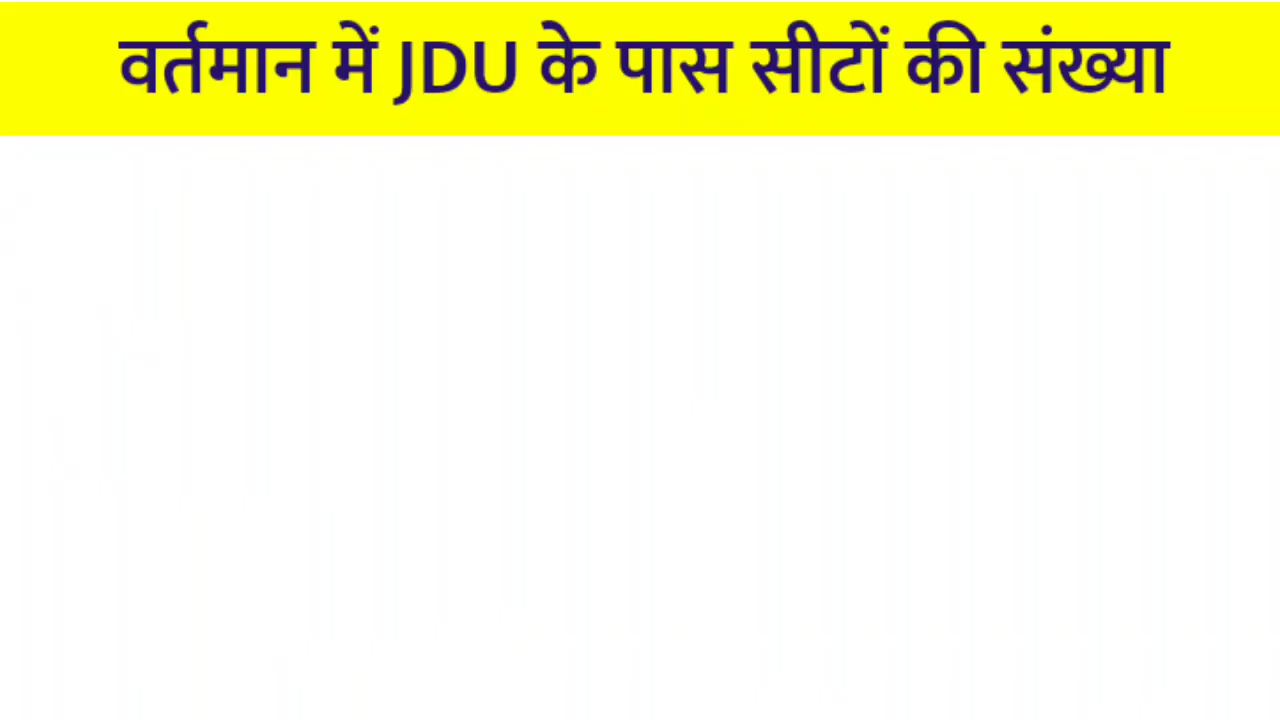 वर्तमान में JDU के पास सीटों की संख्या